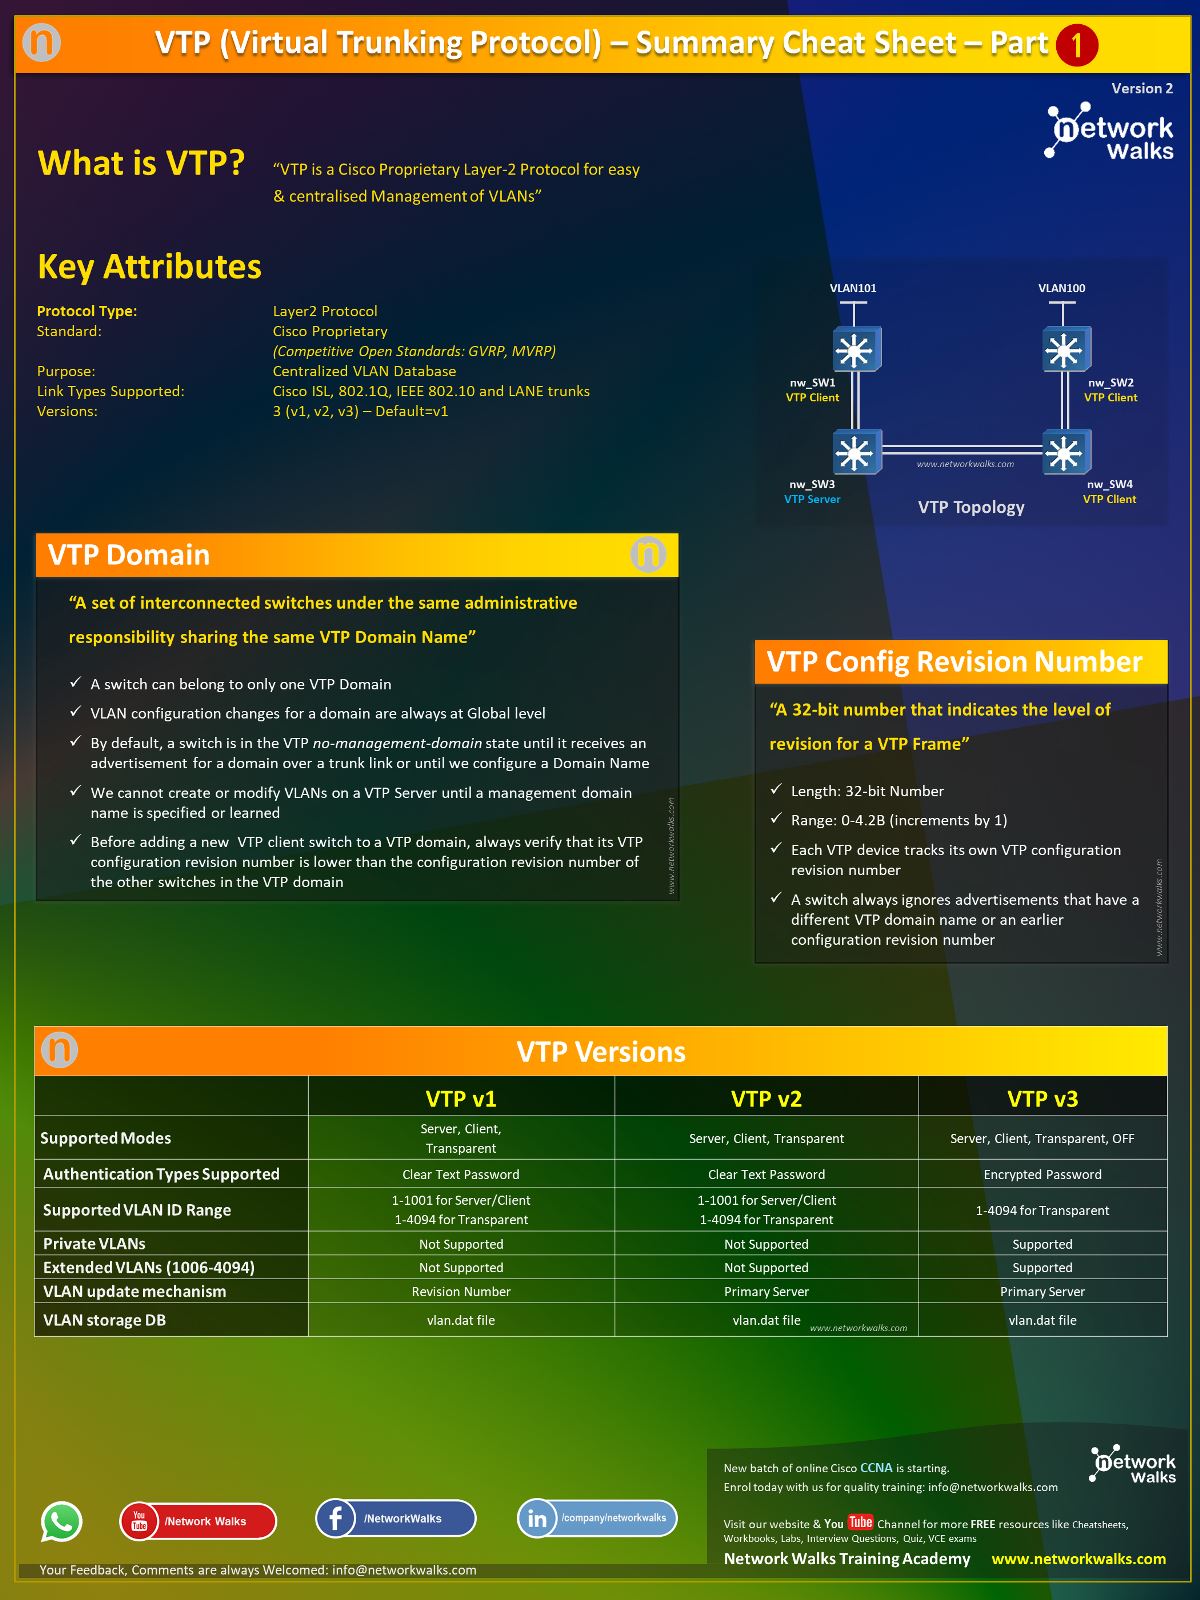 n
VTP (Virtual Trunking Protocol) – Summary Cheat Sheet – Part 1
Version 2
network
Walks
What is VTP?
“VTP is a Cisco Proprietary Layer-2 Protocol for easy
& centralised Management of VLANs”
Key Attributes
Protocol Type: Layer2 Protocol
Standard: Cisco Proprietary
(Competitive Open Standards: GVRP, MVRP)
Purpose: Centralized VLAN Database
Link Types Supported: Cisco ISL, 802.1Q, IEEE 802.10 and LANE trunks
Versions: 3 (v1, v2, v3) – Default=v1
VLAN101 VLAN100
nw_SW1 nw_SW2
VTP Client VTP Client
www.networkwalks.com
nw_SW3 nw_SW4
VTP Server VTP Client
VTP Topology
VTP Domain
n
“A set of interconnected switches under the same administrative
responsibility sharing the same VTP Domain Name”
✓ A switch can belong to only one VTP Domain
✓ VLAN configuration changes for a domain are always at Global level
✓ By default, a switch is in the VTP no-management-domain state until it receives an
advertisement for a domain over a trunk link or until we configure a Domain Name
✓ We cannot create or modify VLANs on a VTP Server until a management domain
name is specified or learned
✓ Before adding a new VTP client switch to a VTP domain, always verify that its VTP
configuration revision number is lower than the configuration revision number of
the other switches in the VTP domain
www.networkwalks.com
VTP Config Revision Number
“A 32-bit number that indicates the level of
revision for a VTP Frame”
✓ Length: 32-bit Number
✓ Range: 0-4.2B (increments by 1)
✓ Each VTP device tracks its own VTP configuration
revision number
✓ A switch always ignores advertisements that have a
different VTP domain name or an earlier
configuration revision number
www.networkwalks.com
n
VTP Versions
VTP v1 VTP v2 VTP v3
Supported Modes Server, Client, Transparent Server, Client, Transparent Server, Client, Transparent, OFF
Authentication Types Supported Clear Text Password Clear Text Password Encrypted Password
Supported VLAN ID Range 1-1001 for Server/Client 1-4094 for Transparent 1-1001 for Server/Client 1-4094 for Transparent 1-4094 for Transparent
Private VLANs Not Supported Not Supported Supported
Extended VLANs (1006-4094) Not Supported Not Supported Supported
VLAN update mechanism Revision Number Primary Server Primary Server
VLAN storage DB vlan.dat file vlan.dat file vlan.dat file
www.networkwalks.com
New batch of online Cisco CCNA is starting.
Enrol today with us for quality training: info@networkwalks.com
network
Walks
You Tube /Network Walks
f /NetworkWalks
in /company/networkwalks
Visit our website & You Tube Channel for more FREE resources like Cheatsheets,
Workbooks, Labs, Interview Questions, Quiz, VCE exams
Network Walks Training Academy www.networkwalks.com
Your Feedback, Comments are always Welcomed: info@networkwalks.com